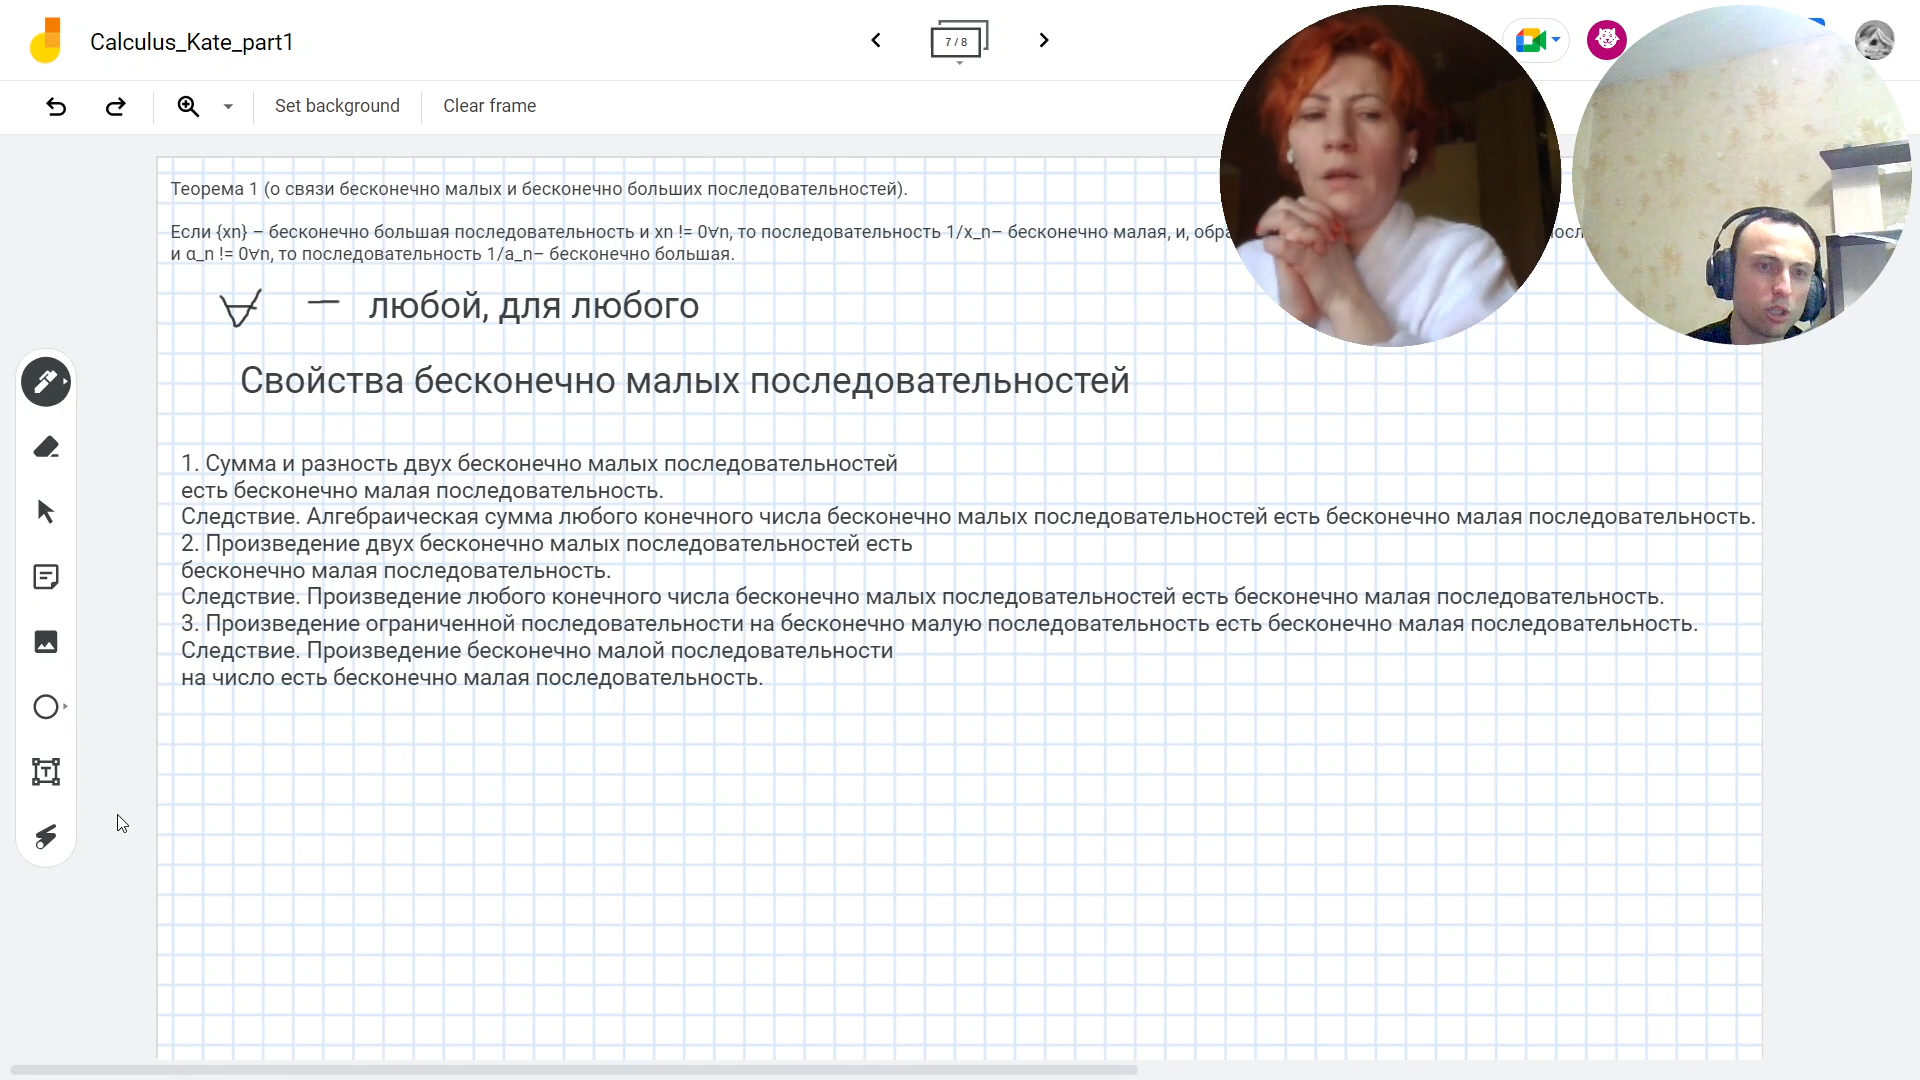 Calculus_Kate_part1
7 / 8
Set background
Clear frame
Теорема 1 (о связи бесконечно малых и бесконечно больших последовательностей).
Если {xn} – бесконечно большая последовательность и xn != 0∀n, то последовательность 1/x_n– бесконечно малая, и,
и α_n != 0∀n, то последовательность 1/a_n– бесконечно большая.
∀ — любой, для любого
Свойства бесконечно малых последовательностей
1. Сумма и разность двух бесконечно малых последовательностей
есть бесконечно малая последовательность.
Следствие. Алгебраическая сумма любого конечного числа бесконечно малых последовательностей есть бесконечно малая последовательность.
2. Произведение двух бесконечно малых последовательностей есть
бесконечно малая последовательность.
Следствие. Произведение любого конечного числа бесконечно малых последовательностей есть бесконечно малая последовательность.
3. Произведение ограниченной последовательности на бесконечно малую последовательность есть бесконечно малая последовательность.
Следствие. Произведение бесконечно малой последовательности
на число есть бесконечно малая последовательность.